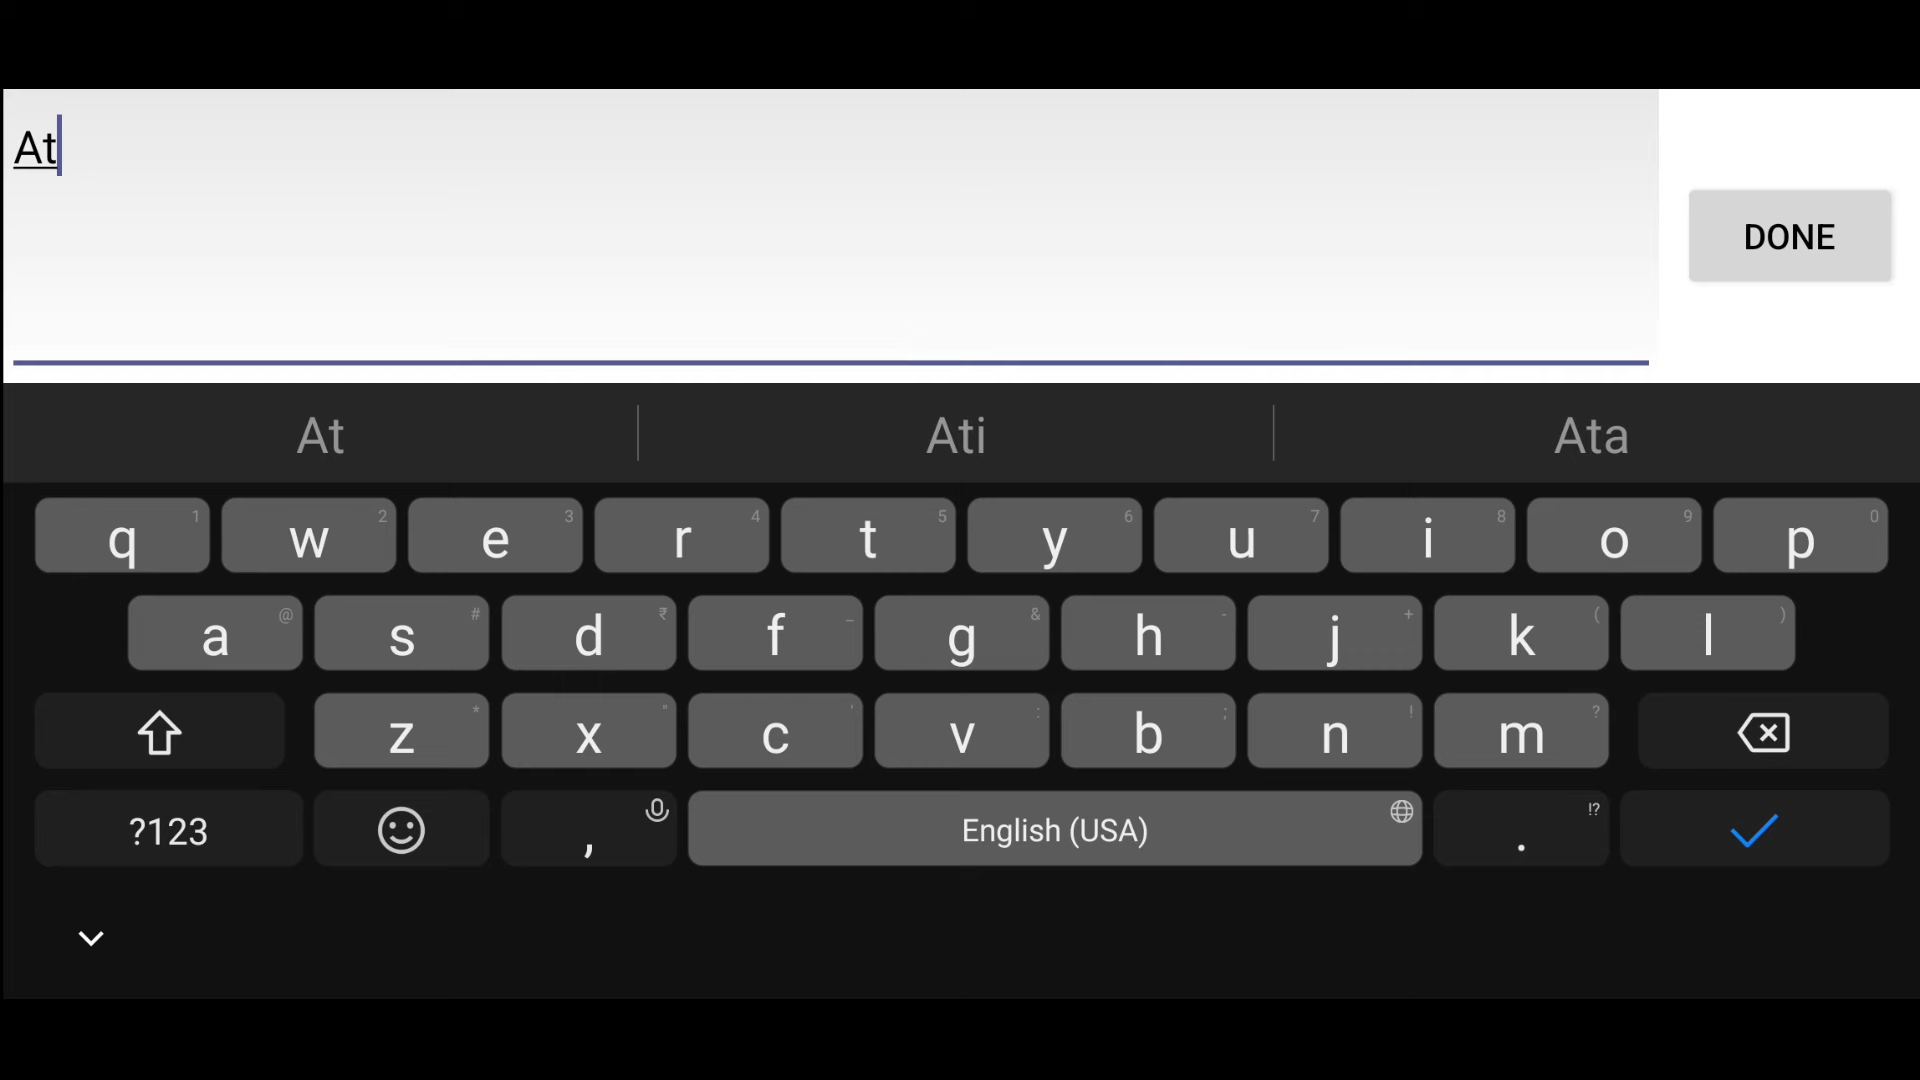 At
DONE
At Ati Ata
q 1 w 2 e 3 r 4 t 5 y 6 u 7 i 8 o 9 p 0
a @ s # d ₹ f _ g & h - j + k ( l )
z * x " c ' v : b ; n ! m ?
?123 , English (USA) . !?